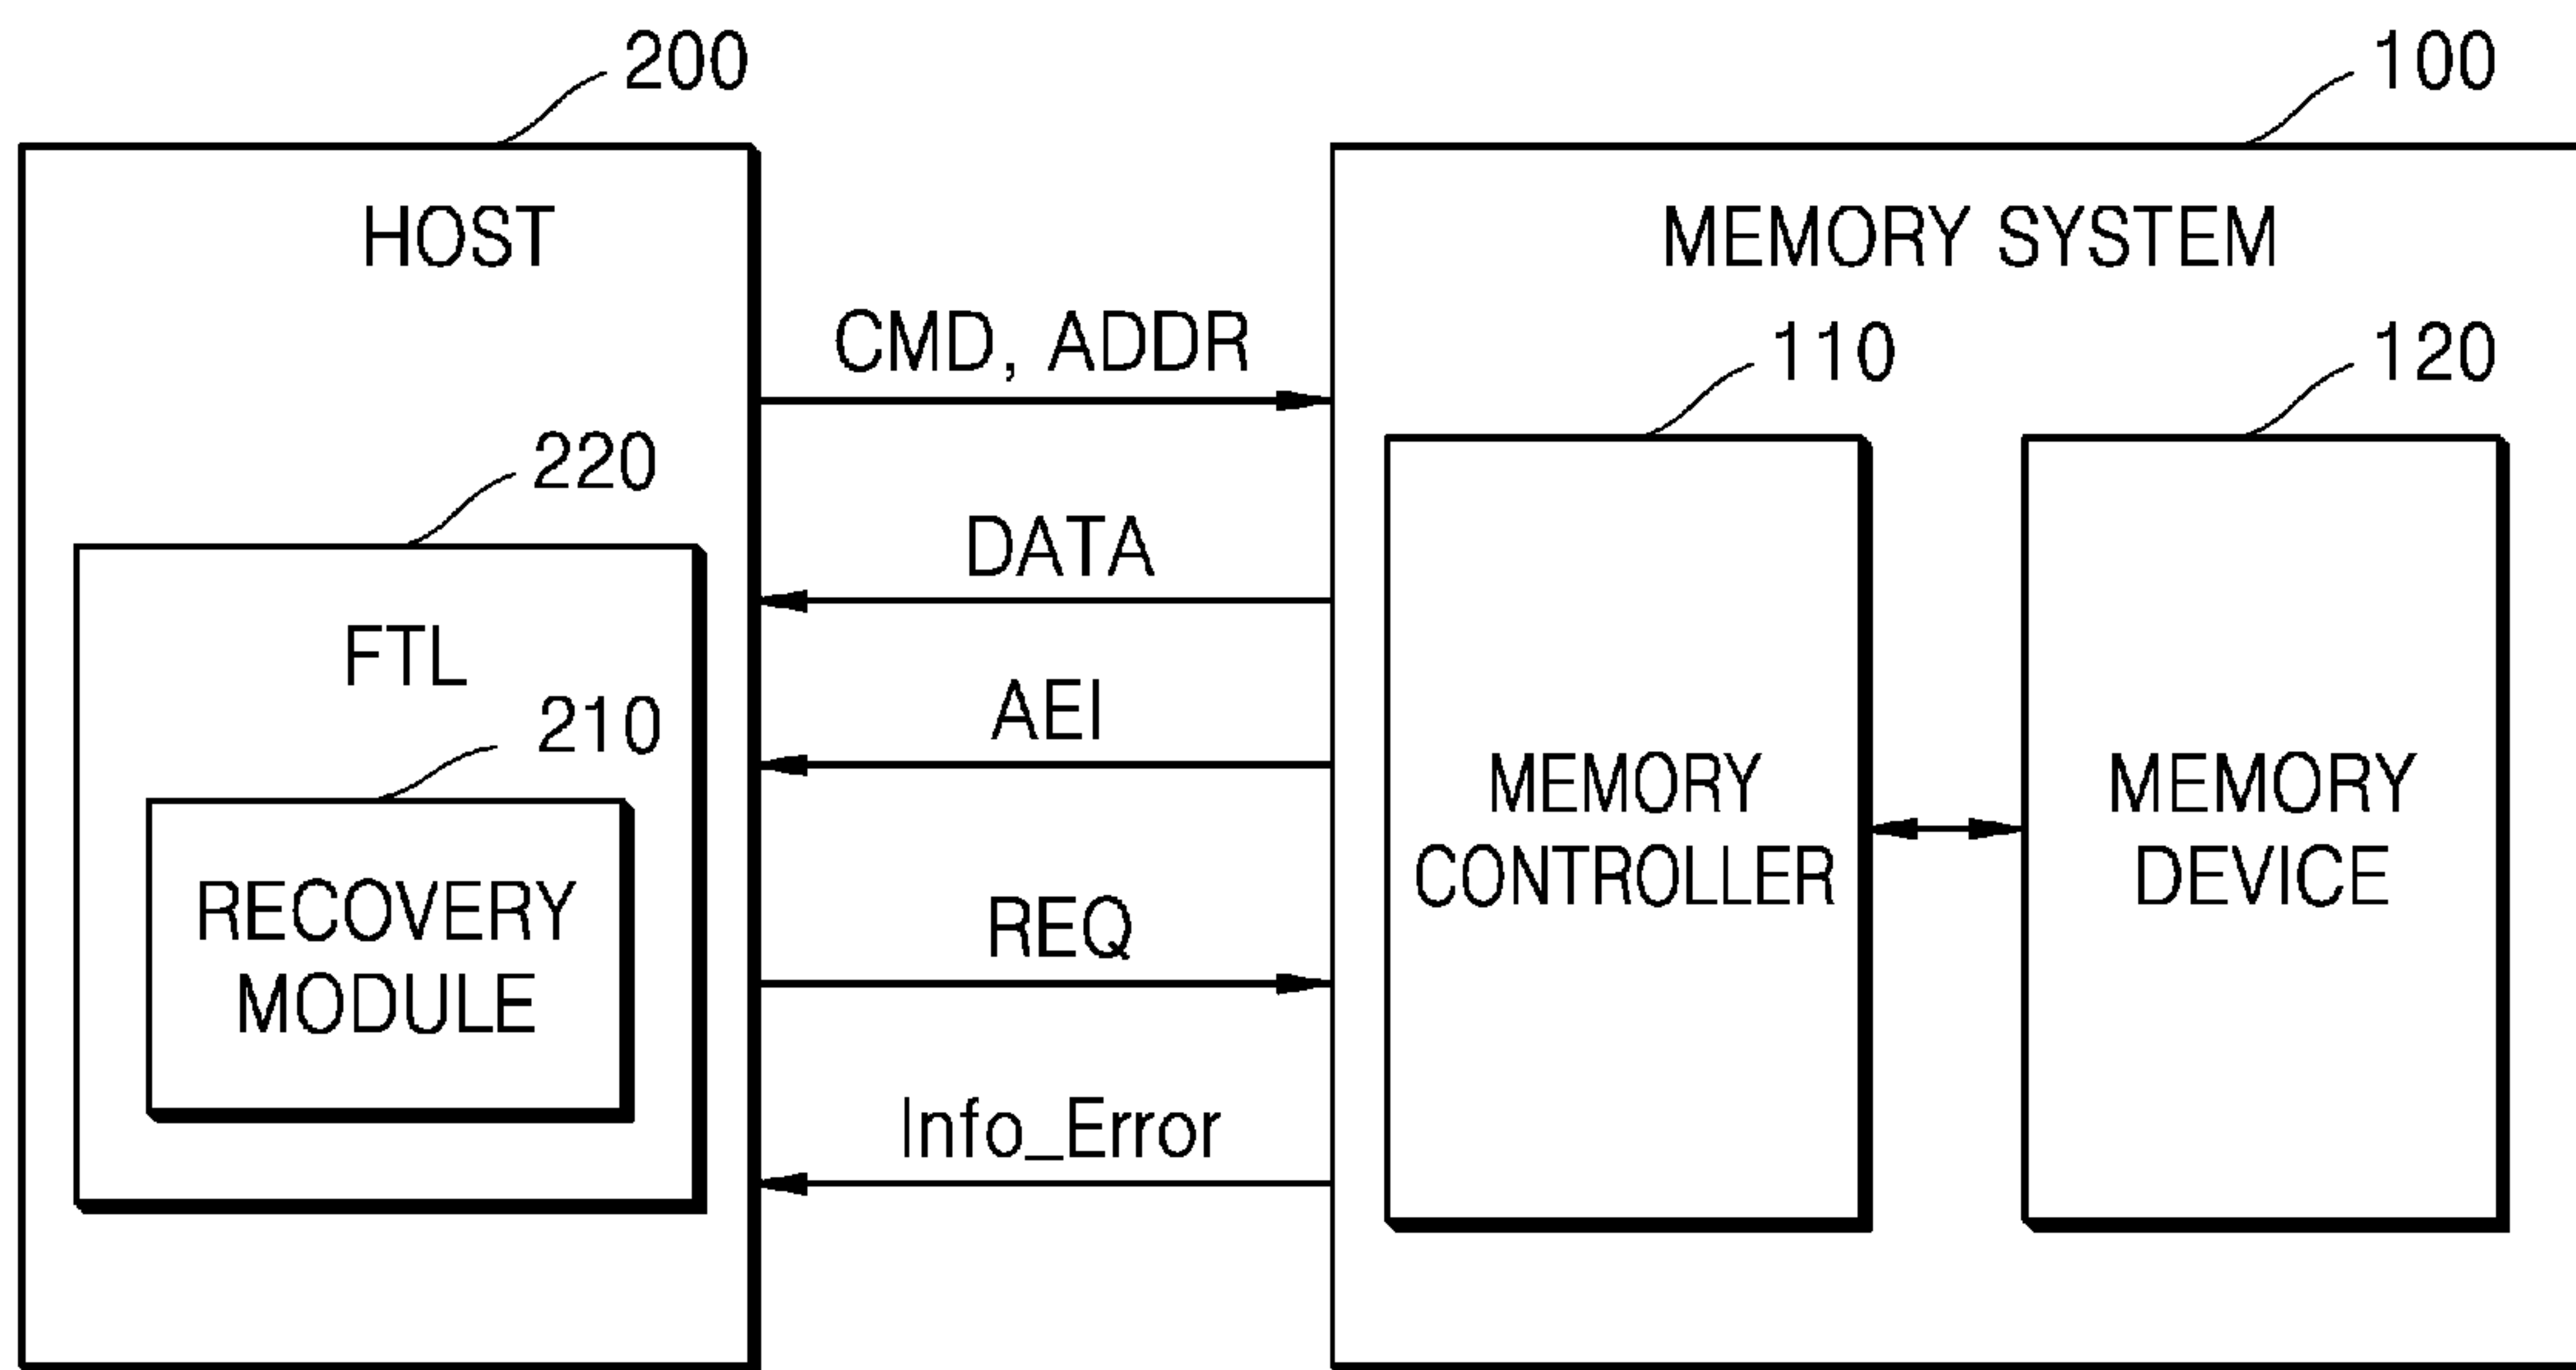 200
100
HOST
MEMORY SYSTEM
CMD, ADDR
110
120
220
DATA
FTL
AEI
210
MEMORY
CONTROLLER
MEMORY
DEVICE
RECOVERY
MODULE
REQ
Info_Error